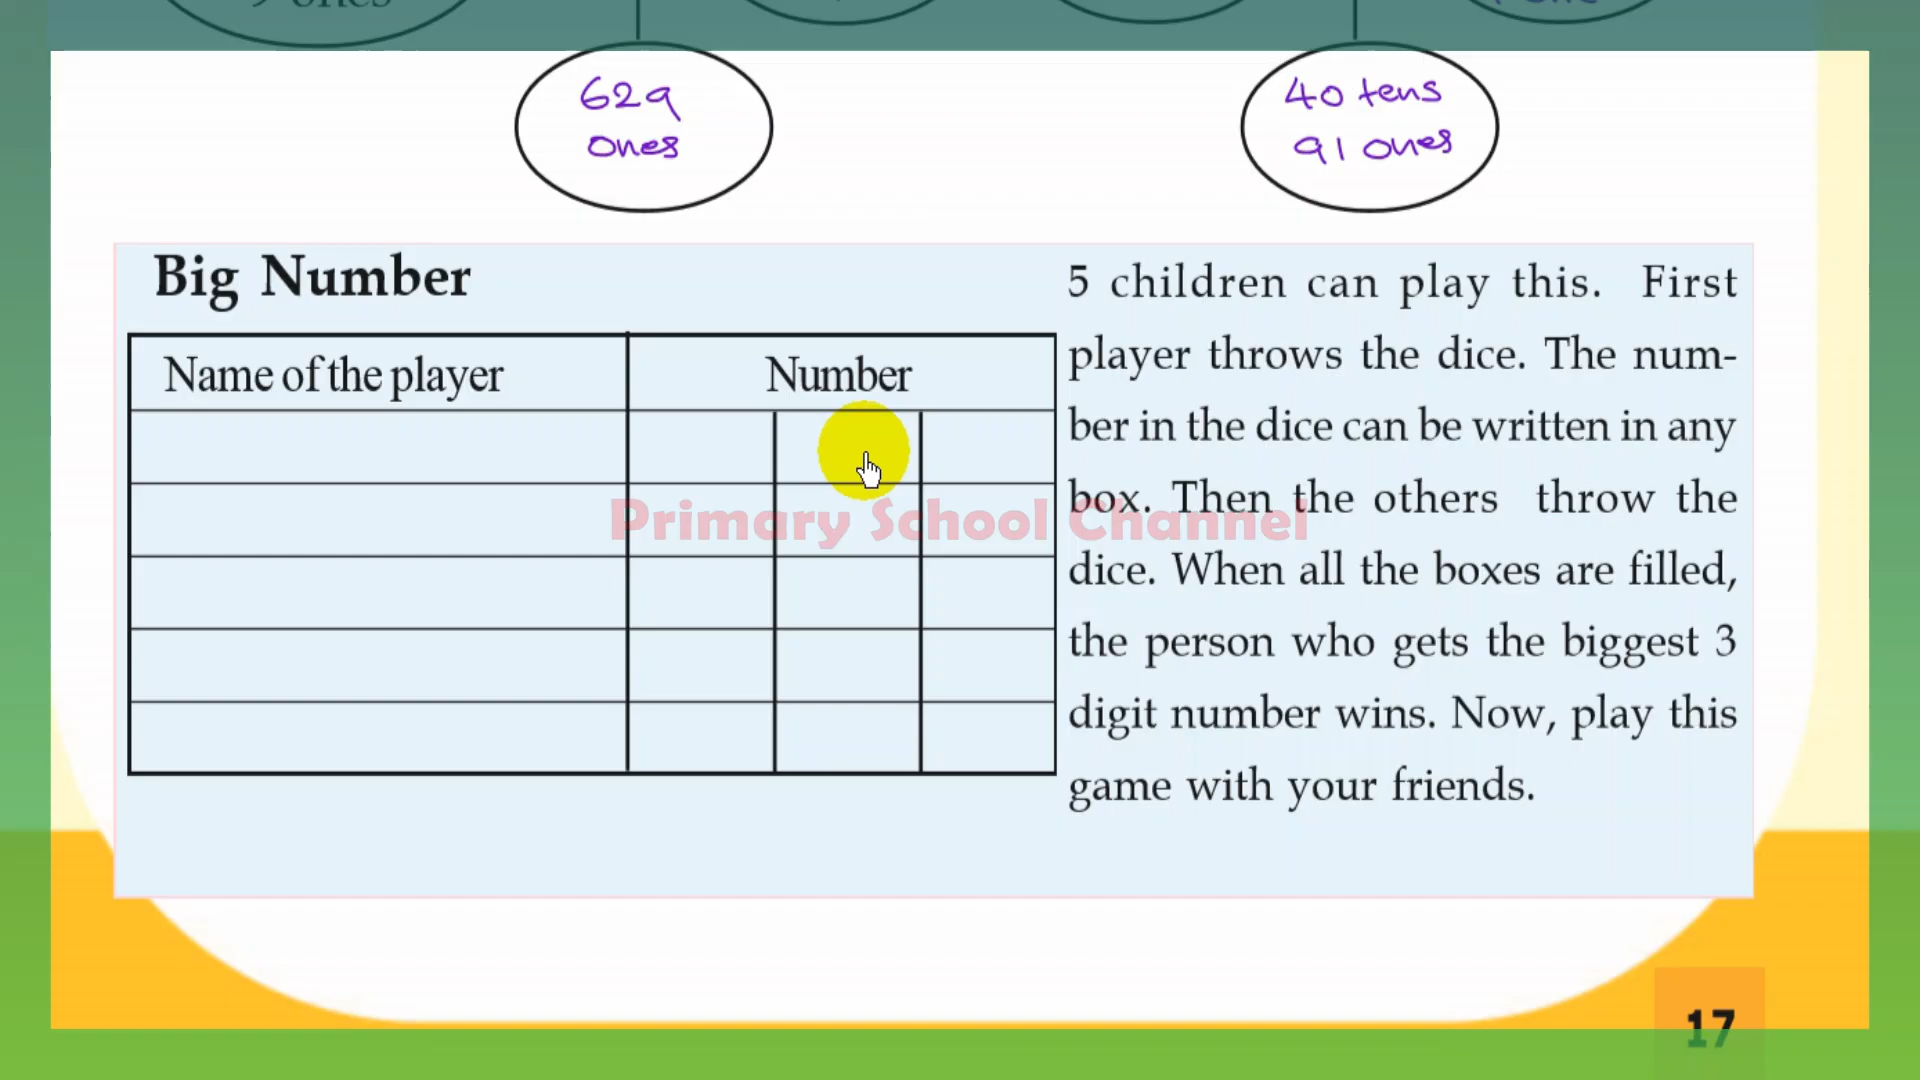 9 ones
629
ones
40 tens
91 ones
Big Number
Name of the player
Number
5 children can play this. First
player throws the dice. The num-
ber in the dice can be written in any
box. Then the others throw the
dice. When all the boxes are filled,
the person who gets the biggest 3
digit number wins. Now, play this
game with your friends.
Primary School Channel
17